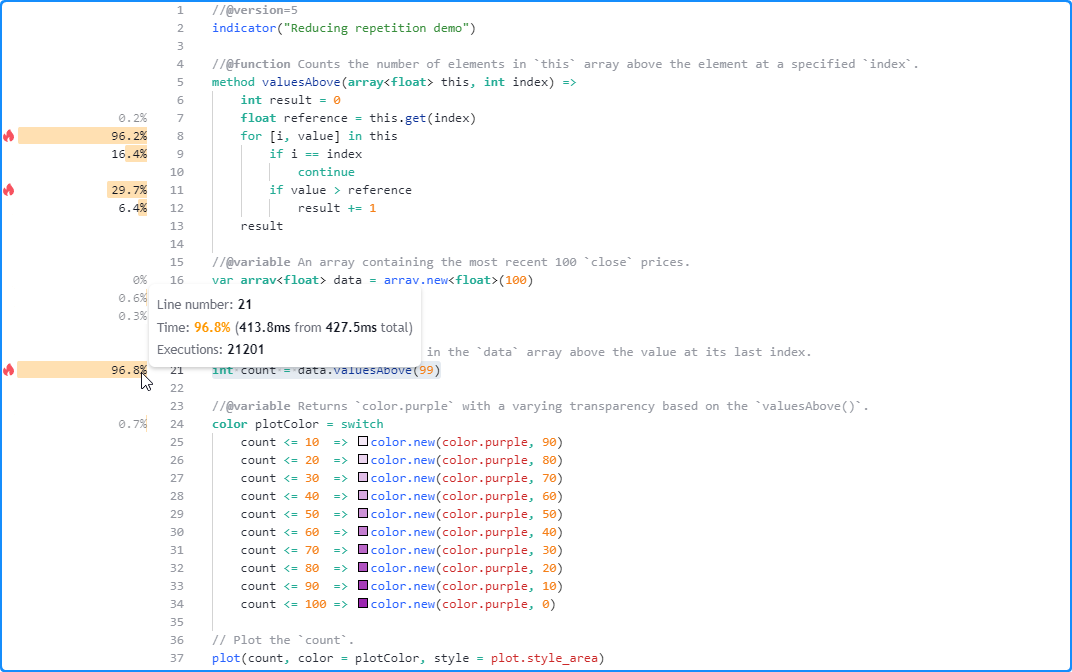 1 //@version=5
2 indicator("Reducing repetition demo")
3
4 //@function Counts the number of elements in `this` array above the element at a specified `index`.
5 method valuesAbove(array<float> this, int index) =>
6     int result = 0
0.2% 7     float reference = this.get(index)
96.2% 8     for [i, value] in this
16.4% 9         if i == index
10             continue
29.7% 11         if value > reference
6.4% 12             result += 1
13     result
14
15 //@variable An array containing the most recent 100 `close` prices.
0% 16 var array<float> data = array.new<float>(100)
0.6%
Line number: 21
0.3%
Time: 96.8% (413.8ms from 427.5ms total)
Executions: 21201
in the `data` array above the value at its last index.
96.8% 21 int count = data.valuesAbove(99)
22
23 //@variable Returns `color.purple` with a varying transparency based on the `valuesAbove()`.
0.7% 24 color plotColor = switch
25     count <= 10  => color.new(color.purple, 90)
26     count <= 20  => color.new(color.purple, 80)
27     count <= 30  => color.new(color.purple, 70)
28     count <= 40  => color.new(color.purple, 60)
29     count <= 50  => color.new(color.purple, 50)
30     count <= 60  => color.new(color.purple, 40)
31     count <= 70  => color.new(color.purple, 30)
32     count <= 80  => color.new(color.purple, 20)
33     count <= 90  => color.new(color.purple, 10)
34     count <= 100 => color.new(color.purple, 0)
35
36 // Plot the `count`.
37 plot(count, color = plotColor, style = plot.style_area)